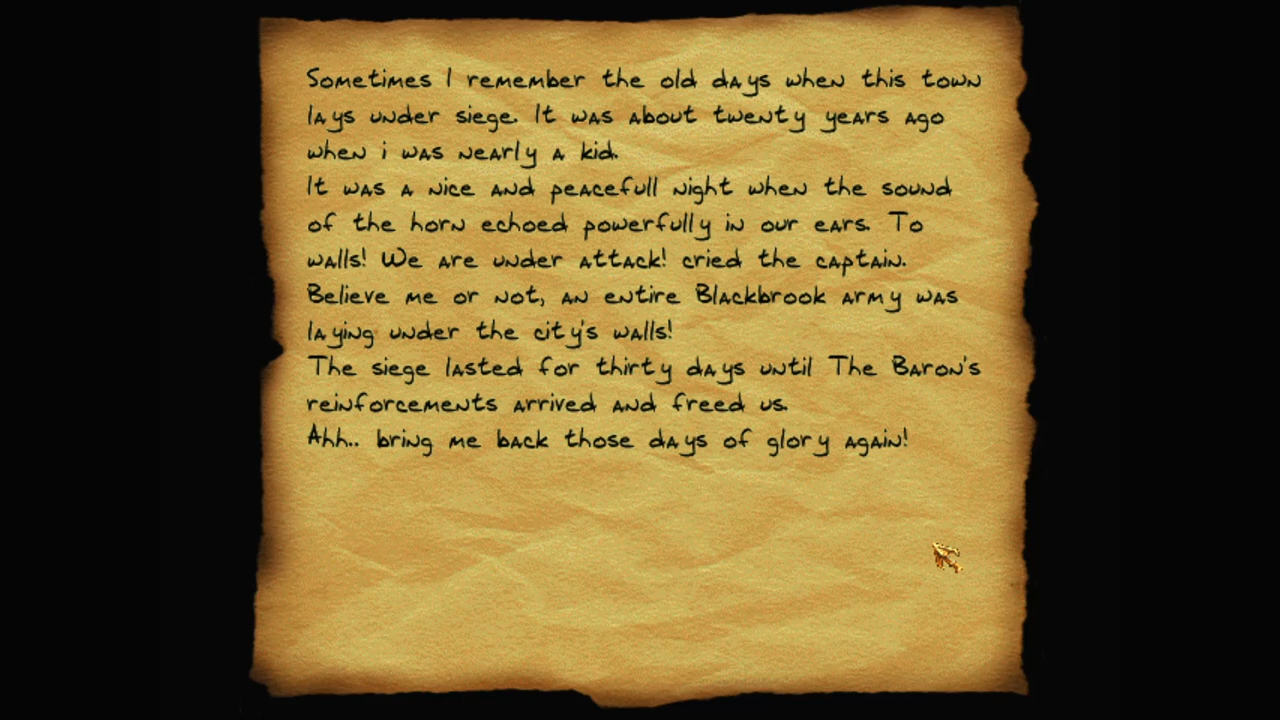 Sometimes I remember the old days when this town
lays under siege. It was about twenty years ago
when i was nearly a kid.
It was a nice and peacefull night when the sound
of the horn echoed powerfully in our ears. To
walls! We are under attack! cried the captain.
Believe me or not, an entire Blackbrook army was
laying under the city's walls!
The siege lasted for thirty days until The Baron's
reinforcements arrived and freed us.
Ahh.. bring me back those days of glory again!